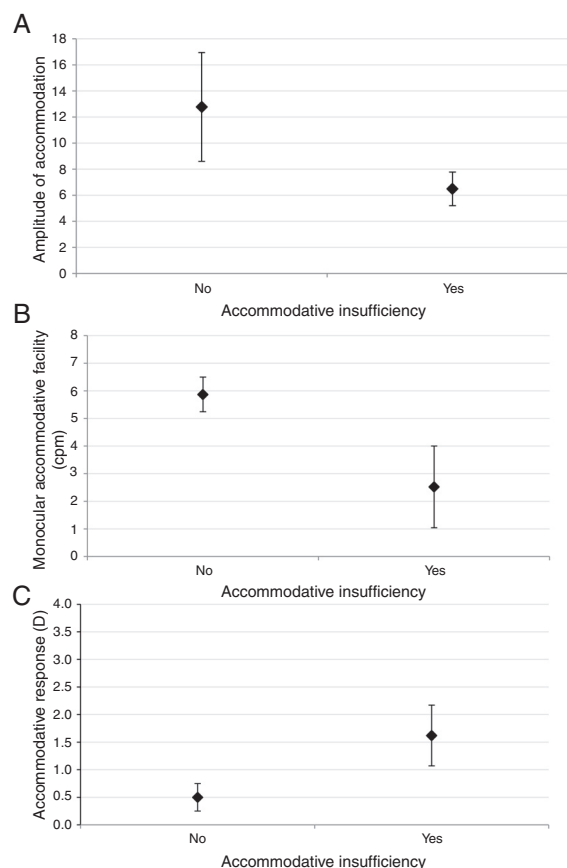 A
Amplitude of accommodation
18
16
14
12
10
8
6
4
2
0
No Yes
Accommodative insufficiency
B
Monocular accommodative facility
(cpm)
8
7
6
5
4
3
2
1
0
No Yes
Accommodative insufficiency
C
Accommodative response (D)
4.0
3.5
3.0
2.5
2.0
1.5
1.0
0.5
0.0
No Yes
Accommodative insufficiency